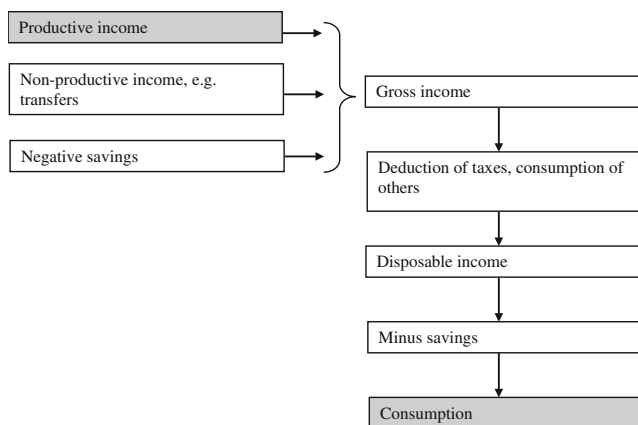 Productive income
Non-productive income, e.g.
transfers
Negative savings
Gross income
Deduction of taxes, consumption of
others
Disposable income
Minus savings
Consumption